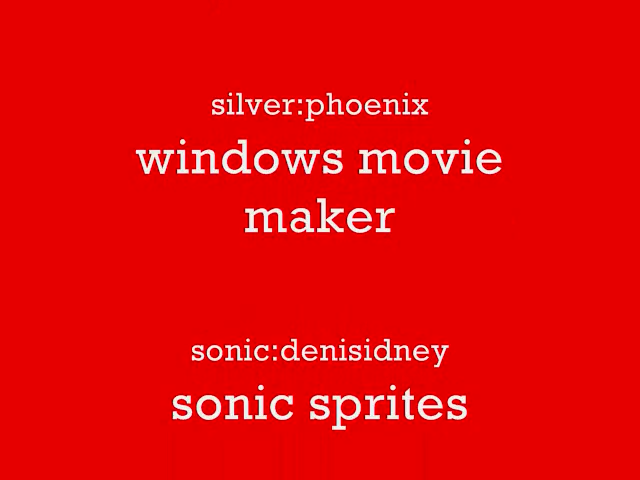 silver:phoenix
windows movie
maker
sonic:denisidney
sonic sprites